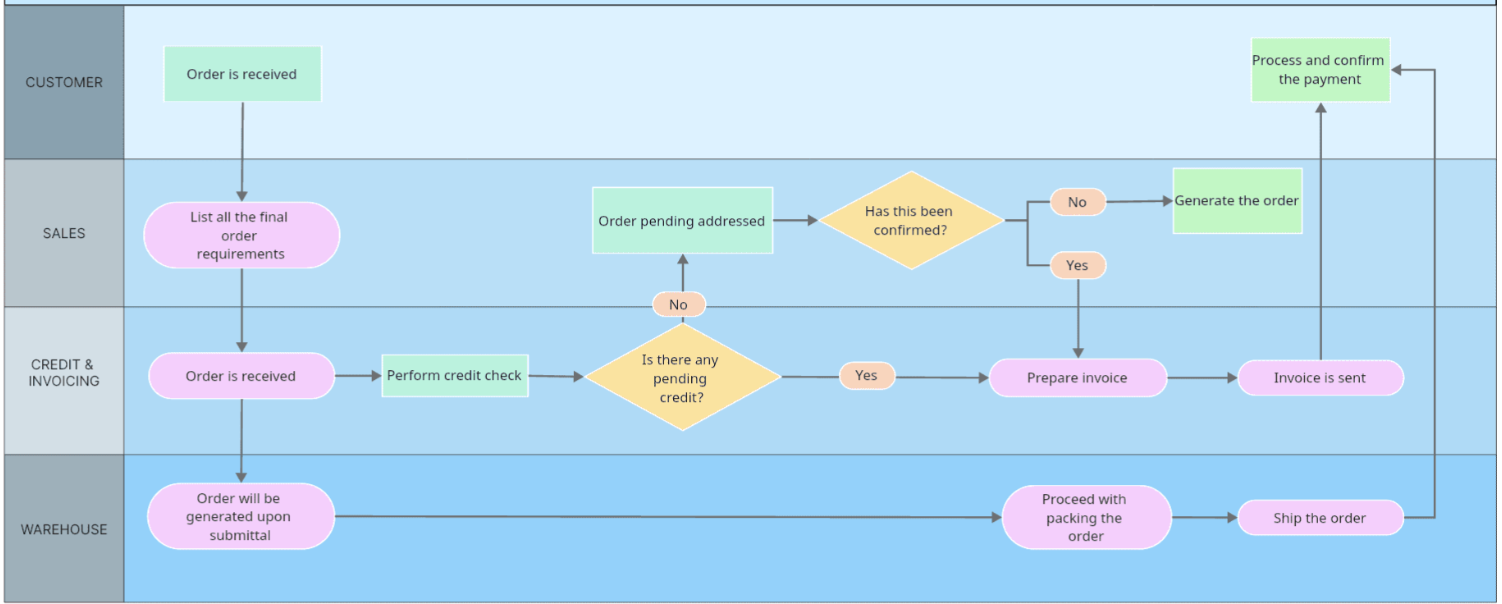 CUSTOMER
Order is received
Process and confirm
the payment
SALES
List all the final
order
requirements
Order pending addressed
Has this been
confirmed?
No
Yes
Generate the order
No
CREDIT &
INVOICING
Order is received
Perform credit check
Is there any
pending
credit?
Yes
Prepare invoice
Invoice is sent
WAREHOUSE
Order will be
generated upon
submittal
Proceed with
packing the
order
Ship the order